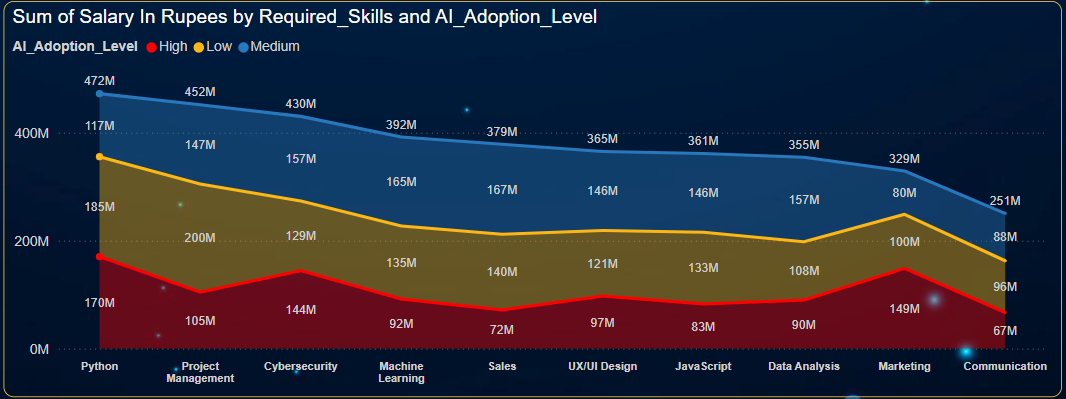 Sum of Salary In Rupees by Required_Skills and AI_Adoption_Level
AI_Adoption_Level High Low Medium
472M 452M 430M 392M 379M 365M 361M 355M 329M 251M
117M 147M 157M 165M 167M 146M 146M 157M 80M 88M
185M 200M 129M 135M 140M 121M 133M 108M 100M 96M
170M 105M 144M 92M 72M 97M 83M 90M 149M 67M
400M
200M
0M
Python Project Cybersecurity Machine Sales UX/UI Design JavaScript Data Analysis Marketing Communication
Management Learning